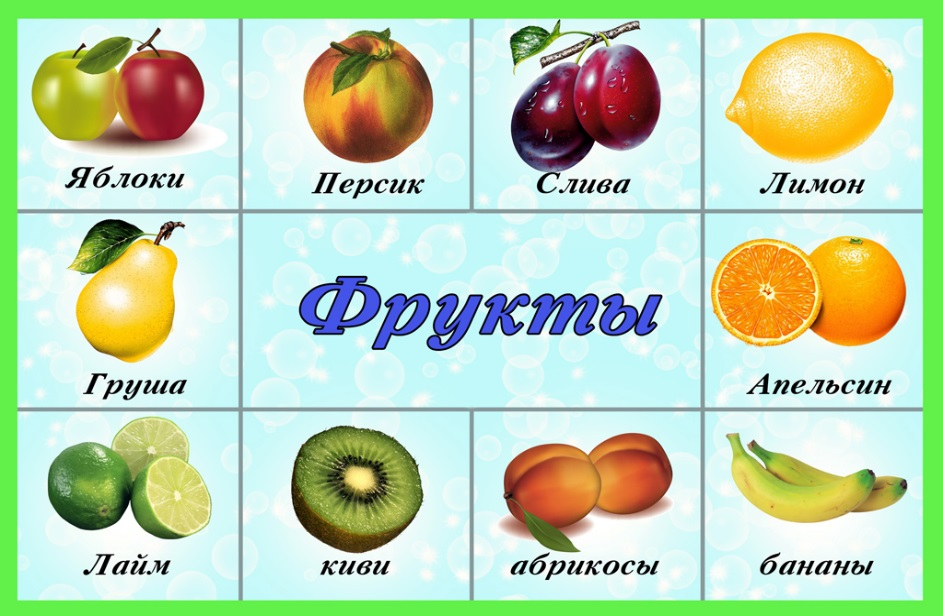 Яблоки
Персик
Слива
Лимон
Груша
Фрукты
Апельсин
Лайм
киви
абрикосы
бананы